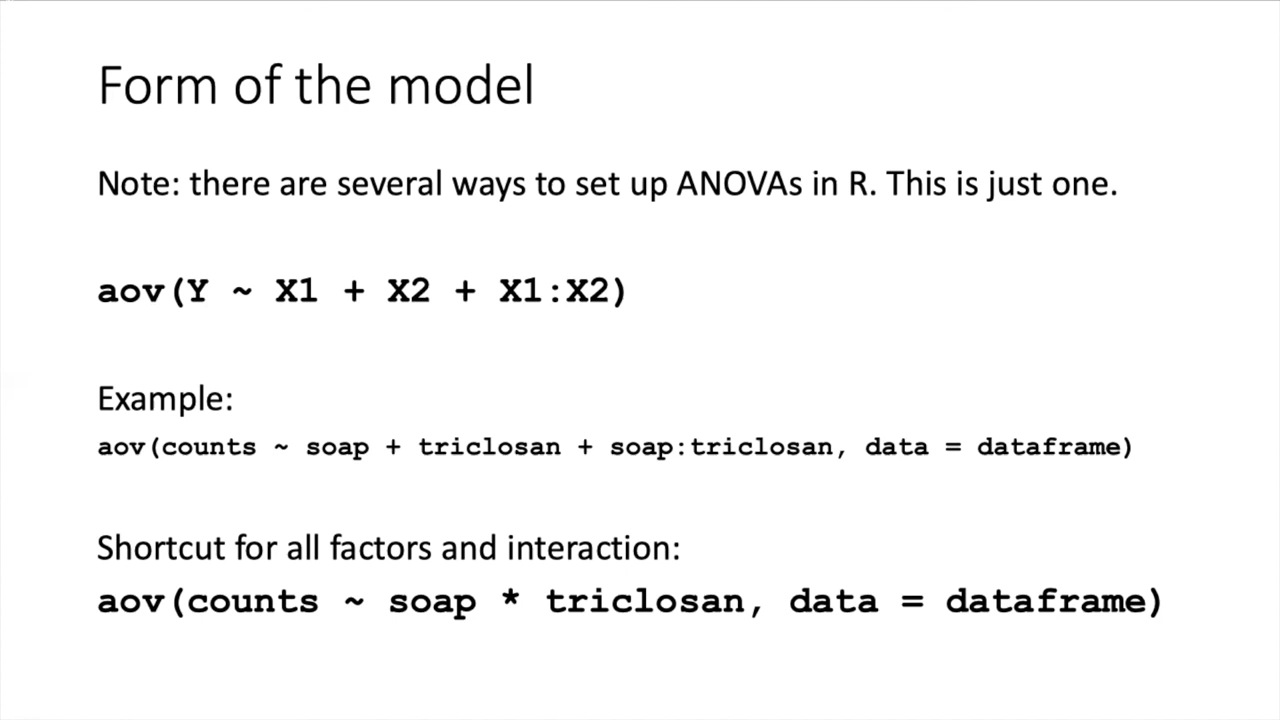 Form of the model
Note: there are several ways to set up ANOVAs in R. This is just one.
aov(Y ~ X1 + X2 + X1:X2)
Example:
aov(counts ~ soap + triclosan + soap:triclosan, data = dataframe)
Shortcut for all factors and interaction:
aov(counts ~ soap * triclosan, data = dataframe)